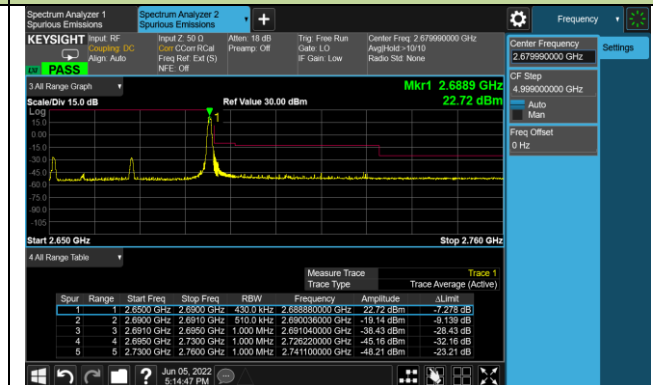 Spectrum Analyzer 1
Spurious Emissions
Spectrum Analyzer 2
Spurious Emissions
+
Frequency
KEYSIGHT
Input: RF
Coupling: DC
Align: Auto
Input Z: 50 Ω
Corr CCorr RCal
Freq Ref: Ext (S)
NFE: Off
Atten: 18 dB
Preamp: Off
Trig: Free Run
Gate: LO
IF Gain: Low
Center Freq: 2.679990000 GHz
Avg|Hold:>10/10
Radio Std: None
PASS
Center Frequency
2.679990000 GHz
Settings
CF Step
4.999000000 GHz
Auto
Man
Freq Offset
0 Hz
3 All Range Graph
Mkr1 2.6889 GHz
Scale/Div 15.0 dB
Ref Value 30.00 dBm
22.72 dBm
Log
15.0
0.00
-15.0
-30.0
-45.0
-60.0
-75.0
-90.0
-105
1
Start 2.650 GHz
Stop 2.760 GHz
4 All Range Table
Measure Trace Trace 1
Trace Type Trace Average (Active)
Spur Range Start Freq Stop Freq RBW Frequency Amplitude ΔLimit
1 1 2.6500 GHz 2.6900 GHz 430.0 kHz 2.688880000 GHz 22.72 dBm -7.278 dB
2 2 2.6900 GHz 2.6910 GHz 510.0 kHz 2.690036000 GHz -19.14 dBm -9.139 dB
3 3 2.6910 GHz 2.6950 GHz 1.000 MHz 2.691040000 GHz -38.43 dBm -28.43 dB
4 4 2.6950 GHz 2.7300 GHz 1.000 MHz 2.726220000 GHz -45.16 dBm -32.16 dB
5 5 2.7300 GHz 2.7600 GHz 1.000 MHz 2.741100000 GHz -48.21 dBm -23.21 dB
?
Jun 05, 2022
5:14:47 PM